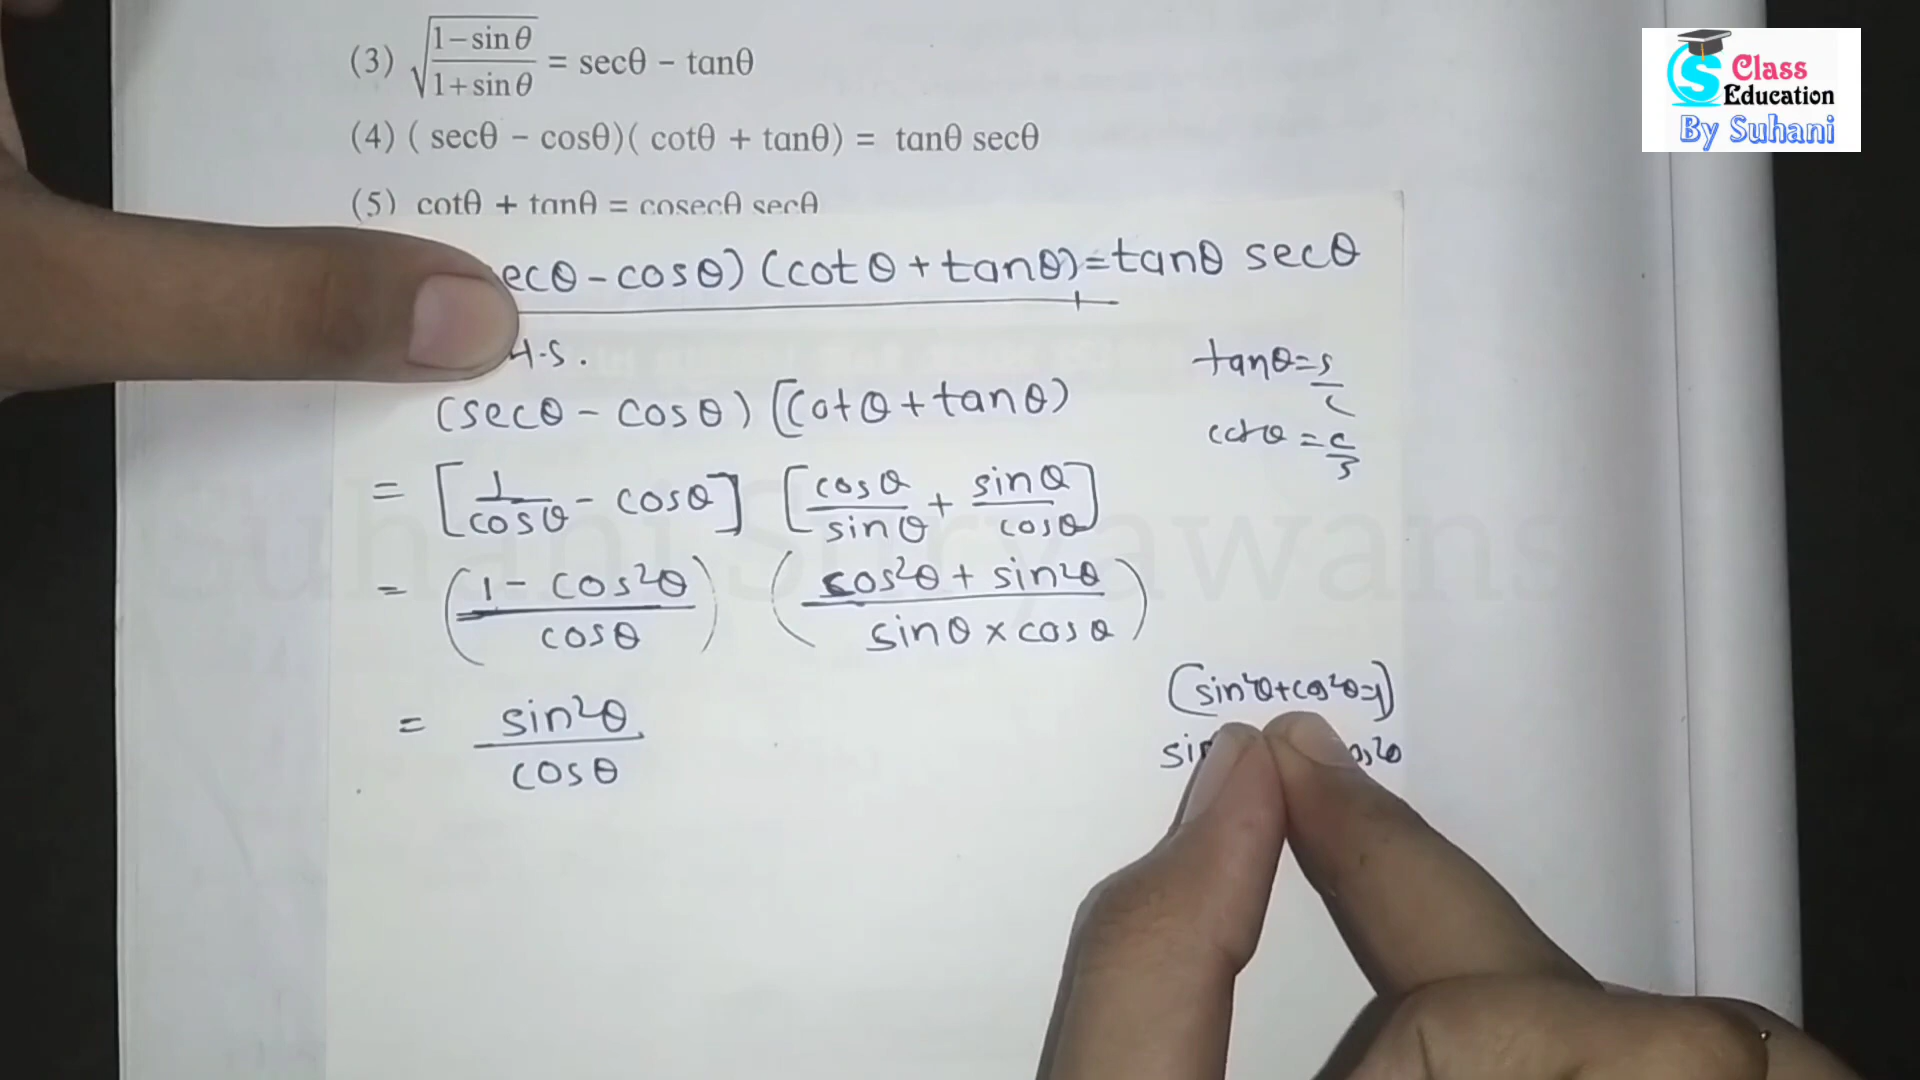 (3) √(1−sinθ / 1+sinθ) = secθ − tanθ
(4) ( secθ − cosθ)( cotθ + tanθ) = tanθ secθ
(5) cotθ + tanθ = cosecθ secθ
Class
Education
By Suhani
ecθ - cosθ) (cotθ + tanθ) = tanθ secθ
H.S.
(secθ - cosθ) (cotθ + tanθ)
tanθ = s/c
cotθ = c/s
= [1/cosθ - cosθ] [cosθ/sinθ + sinθ/cosθ]
= (1 - cos²θ / cosθ) (cos²θ + sin²θ / sinθ × cosθ)
(sin²θ + cos²θ = 1)
= sin²θ / cosθ